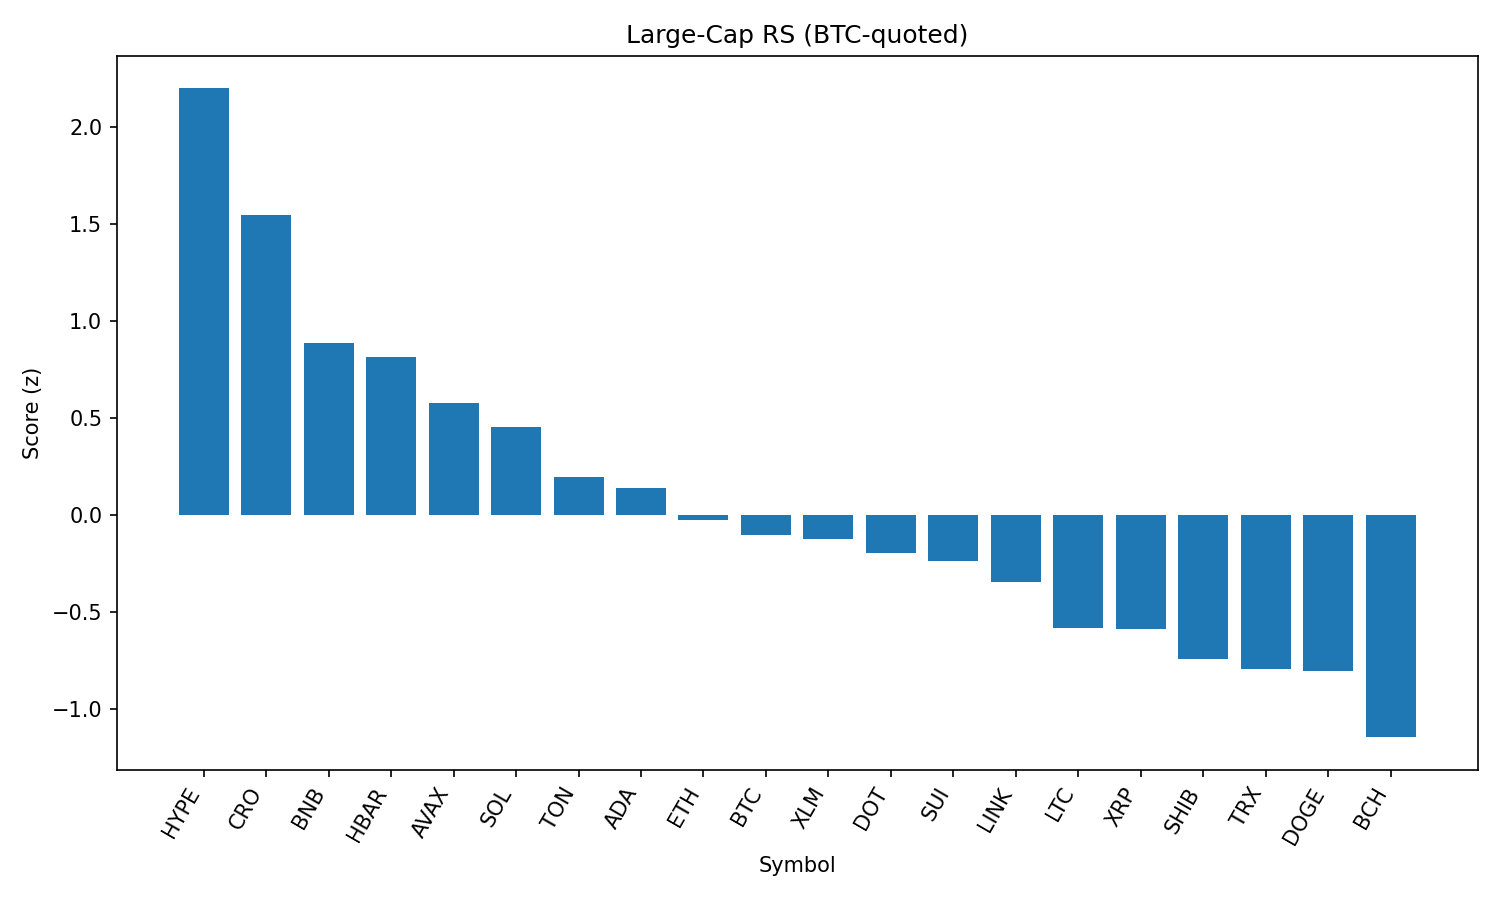 Large-Cap RS (BTC-quoted)
Score (z)
2.0
1.5
1.0
0.5
0.0
−0.5
−1.0
HYPE
CRO
BNB
HBAR
AVAX
SOL
TON
ADA
ETH
BTC
XLM
DOT
SUI
LINK
LTC
XRP
SHIB
TRX
DOGE
BCH
Symbol